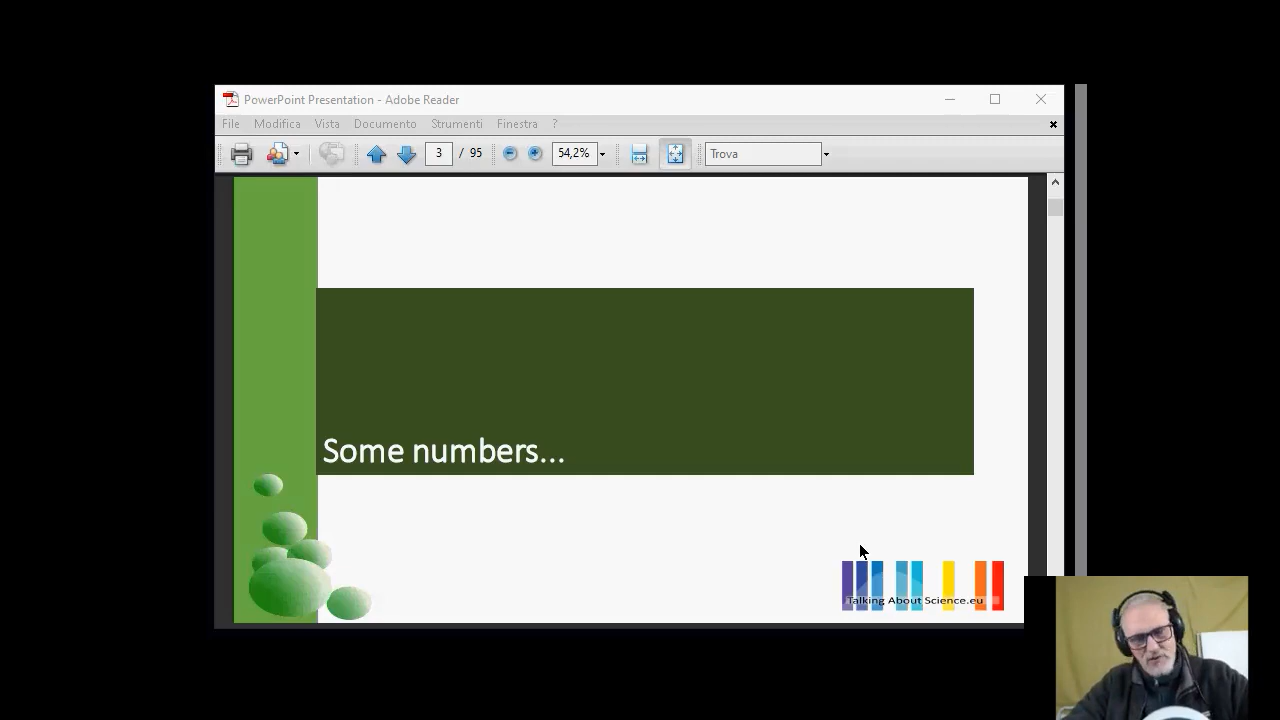 PowerPoint Presentation - Adobe Reader
File Modifica Vista Documento Strumenti Finestra ?
3 / 95 54,2% Trova
Some numbers...
Talking About Science.eu